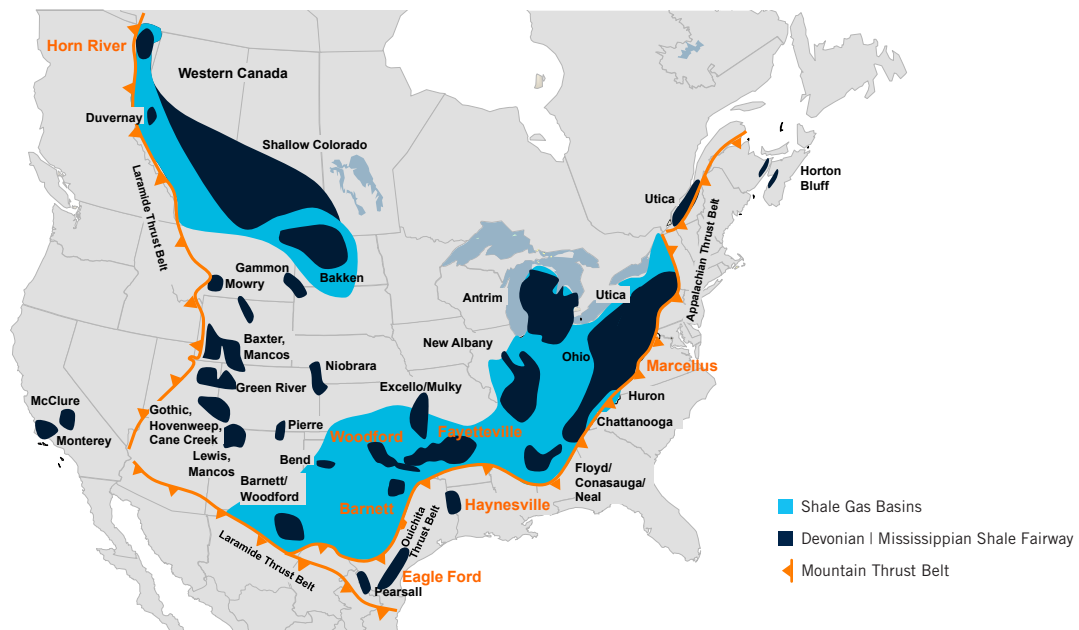 Horn River
Western Canada
Duvernay
Shallow Colorado
Laramide Thrust Belt
Horton
Bluff
Utica
Appalachian Thrust Belt
Gammon
Mowry
Bakken
Antrim
Utica
Baxter,
Mancos
New Albany
Ohio
Niobrara
Marcellus
Green River
Excello/Mulky
Huron
McClure
Gothic,
Hovenweep,
Cane Creek
Pierre
Chattanooga
Monterey
Woodford
Fayetteville
Lewis,
Mancos
Bend
Floyd/
Conasauga/
Neal
Barnett/
Woodford
Barnett
Haynesville
Ouichita
Thrust Belt
Laramide Thrust Belt
Eagle Ford
Pearsall
Shale Gas Basins
Devonian | Mississippian Shale Fairway
Mountain Thrust Belt